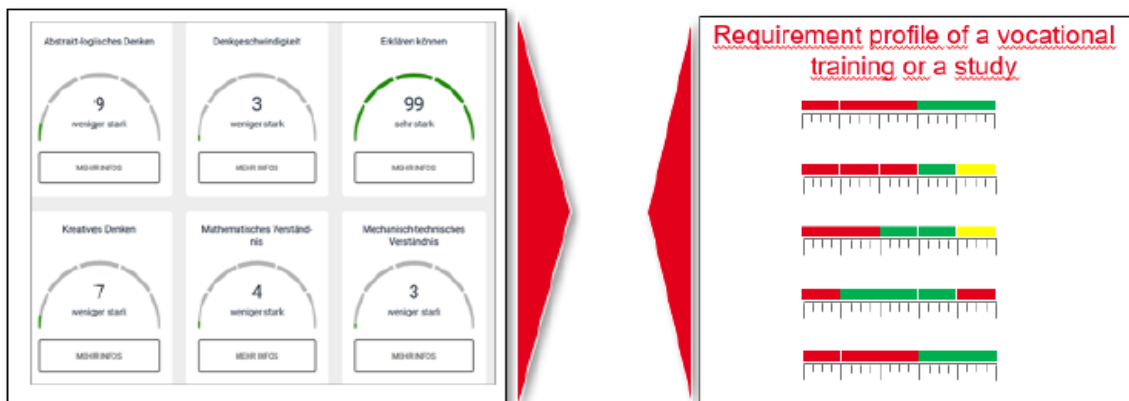 Abstrakt-logisches Denken
9
weniger stark
MEHR INFOS
Denkgeschwindigkeit
3
weniger stark
MEHR INFOS
Erklären können
99
sehr stark
MEHR INFOS
Kreatives Denken
7
weniger stark
MEHR INFOS
Mathematisches Verständ-
nis
4
weniger stark
MEHR INFOS
Mechanisch-technisches
Verständnis
3
weniger stark
MEHR INFOS
Requirement profile of a vocational
training or a study